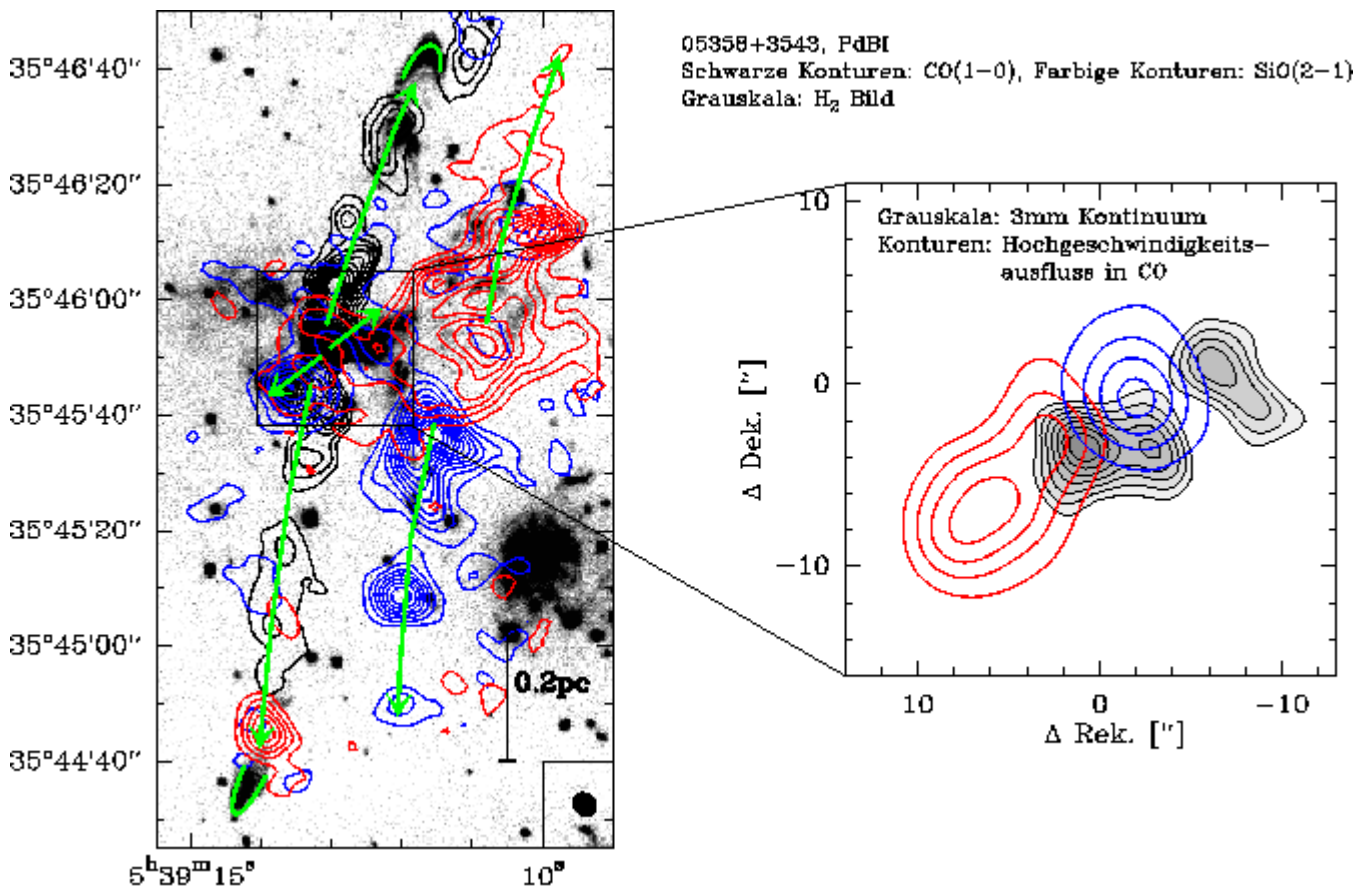 05358+3543, PdBI
Schwarze Konturen: CO(1-0), Farbige Konturen: SiO(2-1)
Grauskala: H₂ Bild
35°46'40"
35°46'20"
35°46'00"
35°45'40"
35°45'20"
35°45'00"
35°44'40"
0.2pc
5ʰ39ᵐ15ˢ
10ˢ
Grauskala: 3mm Kontinuum
Konturen: Hochgeschwindigkeits-
ausfluss in CO
10
0
-10
Δ Dek. ["]
10
0
-10
Δ Rek. ["]